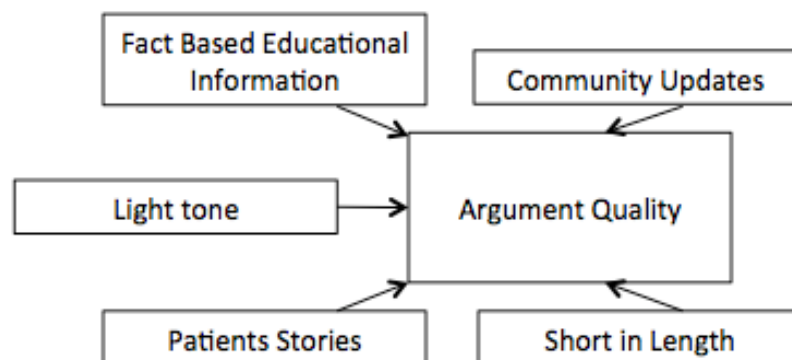 Fact Based Educational
Information
Community Updates
Light tone
Argument Quality
Patients Stories
Short in Length